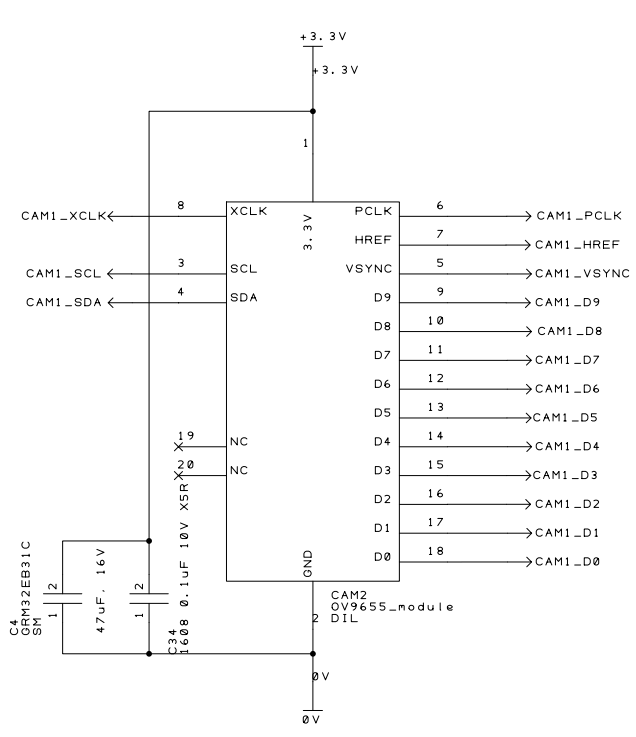 +3.3V
+3.3V
1
CAM1_XCLK 8 XCLK
3.3V
PCLK 6 CAM1_PCLK
HREF 7 CAM1_HREF
CAM1_SCL 3 SCL
VSYNC 5 CAM1_VSYNC
CAM1_SDA 4 SDA
D9 9 CAM1_D9
D8 10 CAM1_D8
D7 11 CAM1_D7
D6 12 CAM1_D6
D5 13 CAM1_D5
19 NC
D4 14 CAM1_D4
20 NC
D3 15 CAM1_D3
D2 16 CAM1_D2
D1 17 CAM1_D1
D0 18 CAM1_D0
GND
C4
GRM32EB31C
SM
1 2
47uF, 16V
1 2
C34
1608 0.1uF 10V X5R
CAM2
OV9655_module
DIL
2
0V
0V